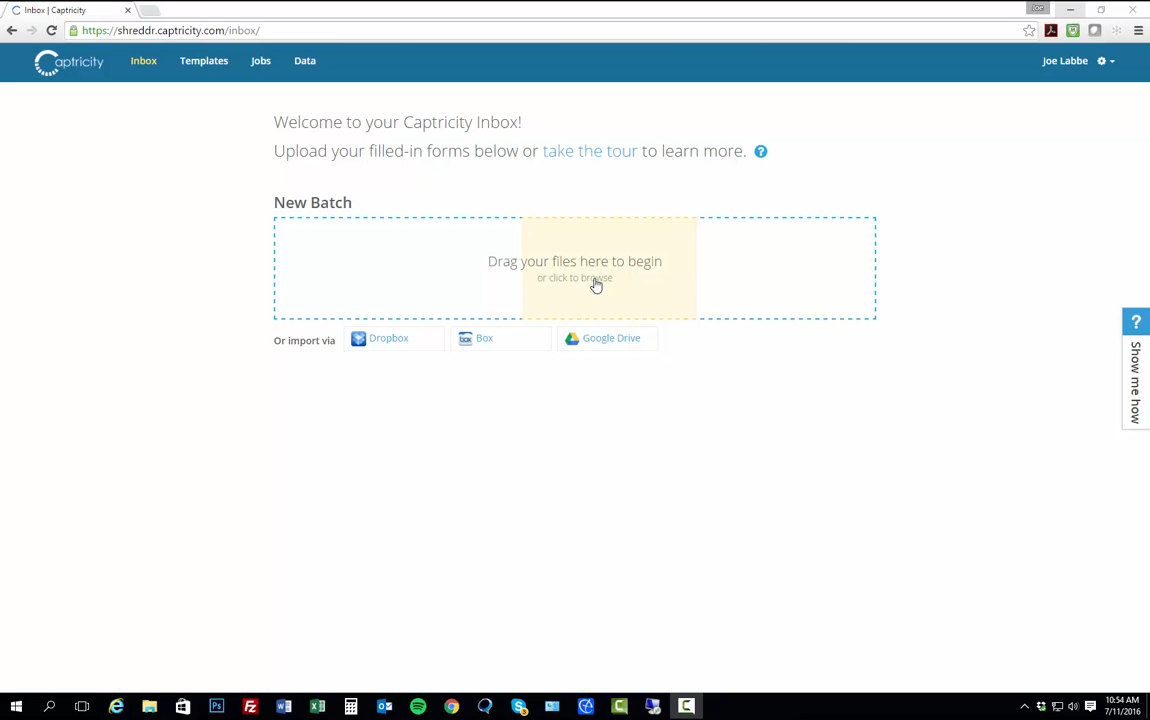 Inbox | Captricity
Joe
https://shreddr.captricity.com/inbox/
Captricity
Inbox
Templates
Jobs
Data
Joe Labbe
Welcome to your Captricity Inbox!
Upload your filled-in forms below or take the tour to learn more. ?
New Batch
Drag your files here to begin
or click to browse
Or import via
Dropbox
box
Box
Google Drive
?
Show me how
10:54 AM
7/11/2016